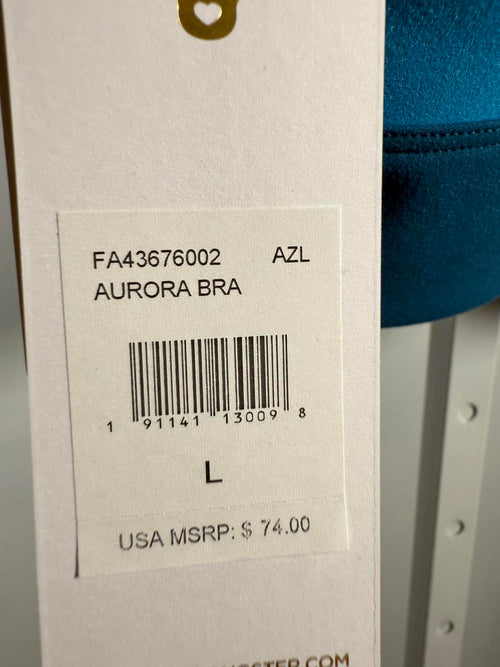 FA43676002 AZL
AURORA BRA
1 91141 13009 8
L
USA MSRP: $ 74.00